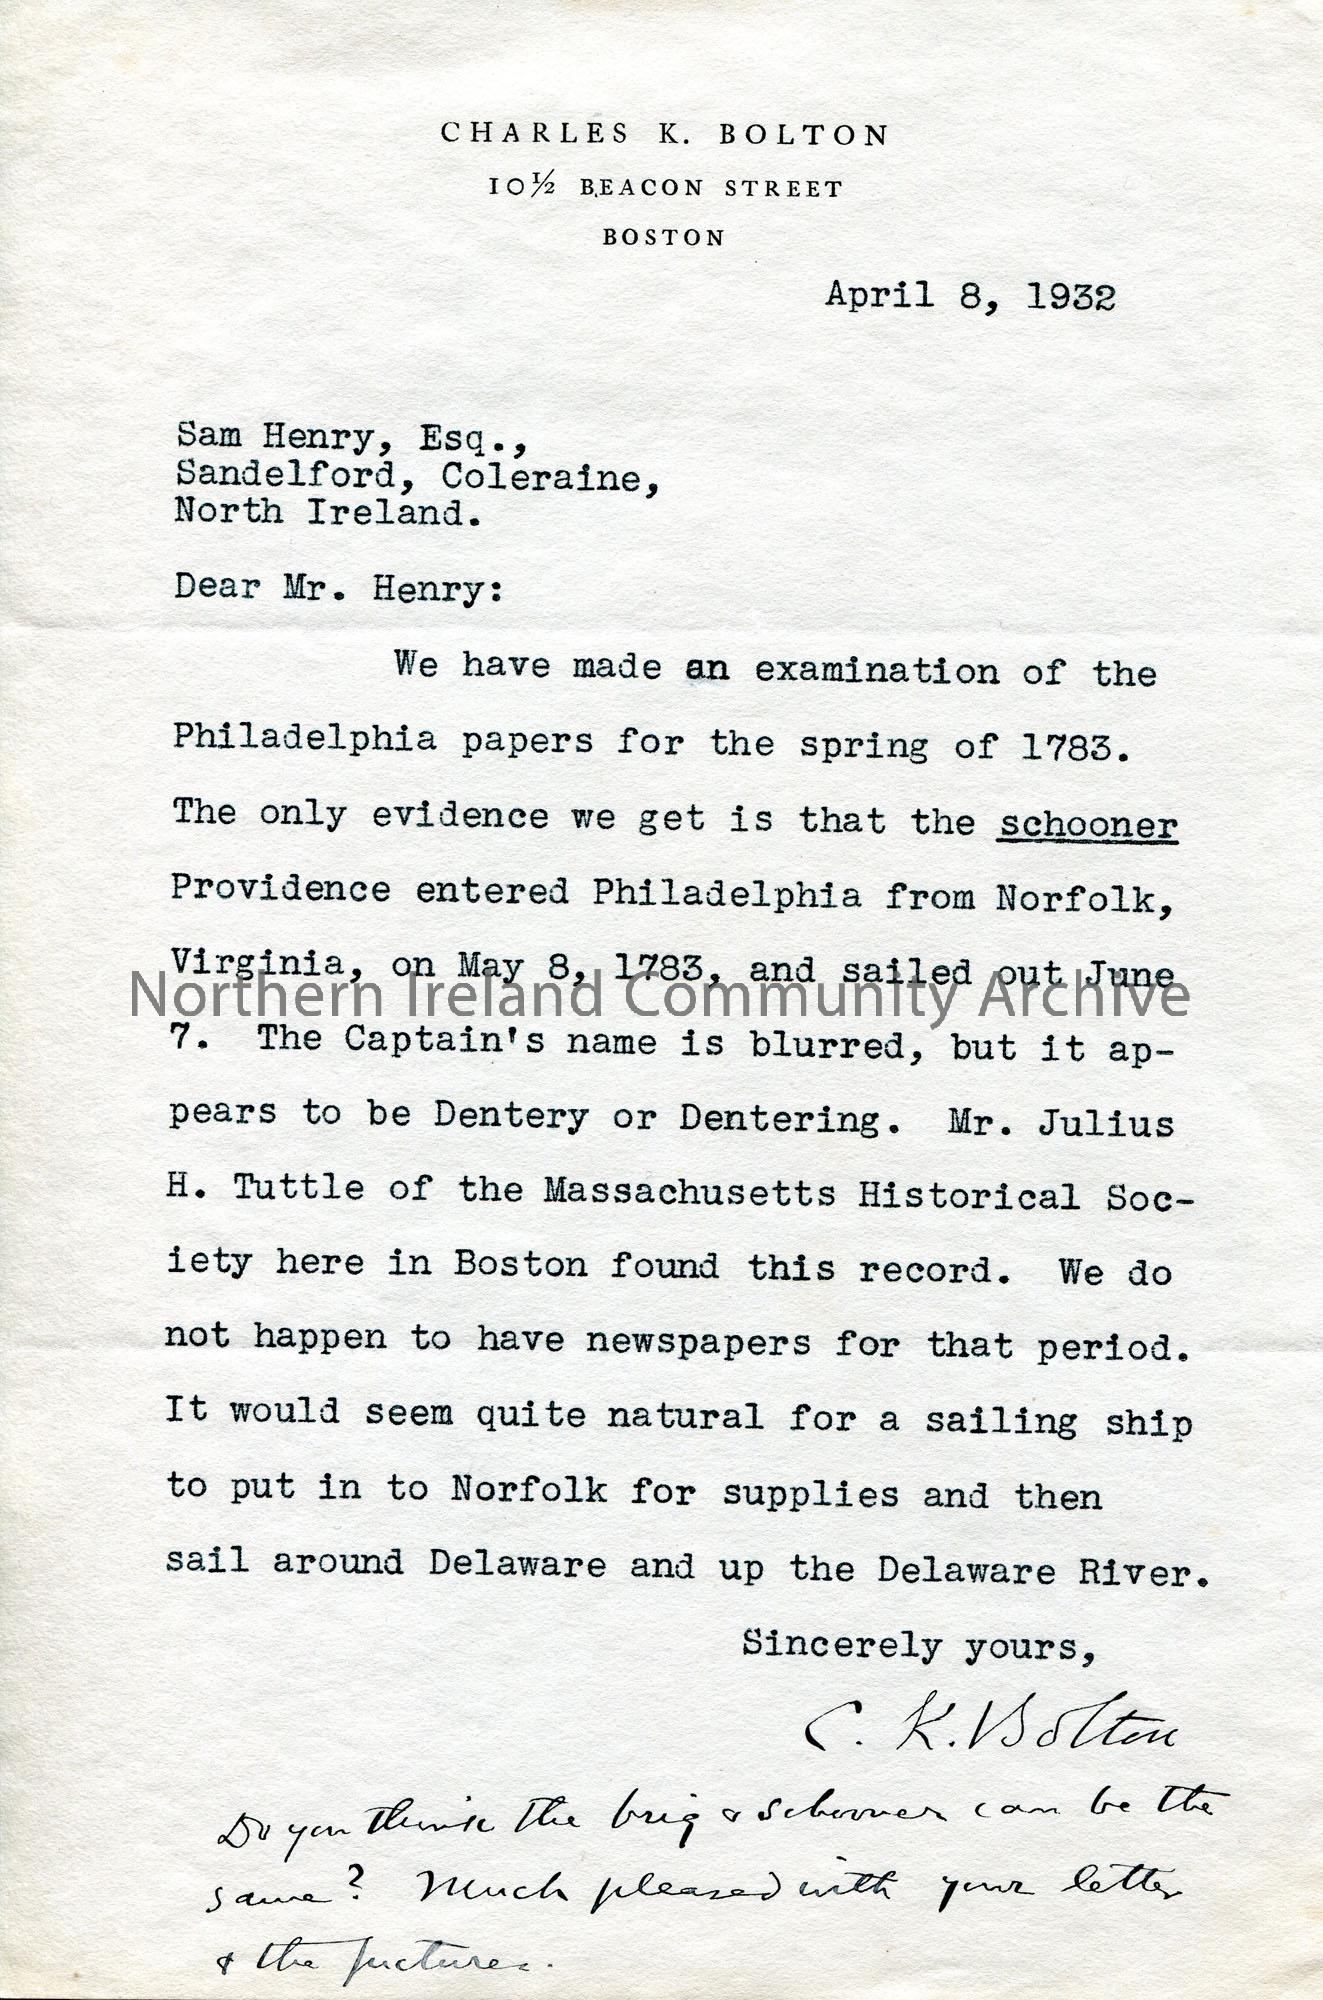 CHARLES K. BOLTON
10½ BEACON STREET
BOSTON
April 8, 1932
Sam Henry, Esq.,
Sandelford, Coleraine,
North Ireland.
Dear Mr. Henry:
We have made an examination of the
Philadelphia papers for the spring of 1783.
The only evidence we get is that the schooner
Providence entered Philadelphia from Norfolk,
Virginia, on May 8, 1783, and sailed out June
Northern Ireland Community Archive
7. The Captain's name is blurred, but it ap-
pears to be Dentery or Dentering. Mr. Julius
H. Tuttle of the Massachusetts Historical Soc-
iety here in Boston found this record. We do
not happen to have newspapers for that period.
It would seem quite natural for a sailing ship
to put in to Norfolk for supplies and then
sail around Delaware and up the Delaware River.
Sincerely yours,
C. K. Bolton
Do you think the brig & schooner can be the
same? Much pleased with your letter
& the pictures.